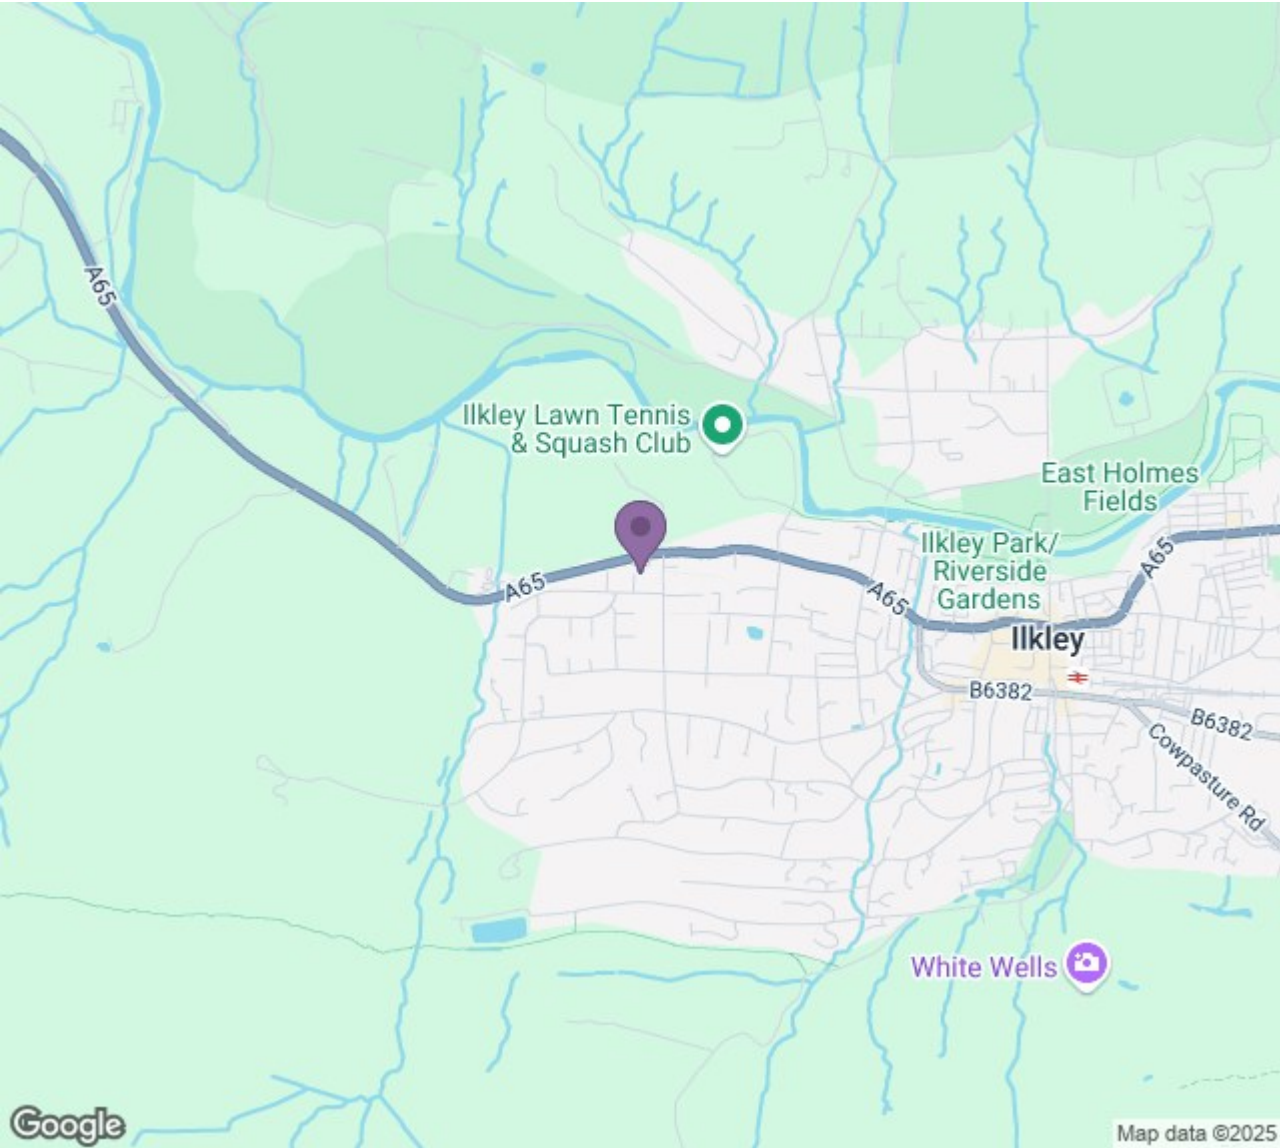 A65
Ilkley Lawn Tennis
& Squash Club
East Holmes
Fields
Ilkley Park/
Riverside
Gardens
A65
A65
A65
Ilkley
B6382
B6382
Cowpasture Rd
White Wells
Google
Map data ©2025